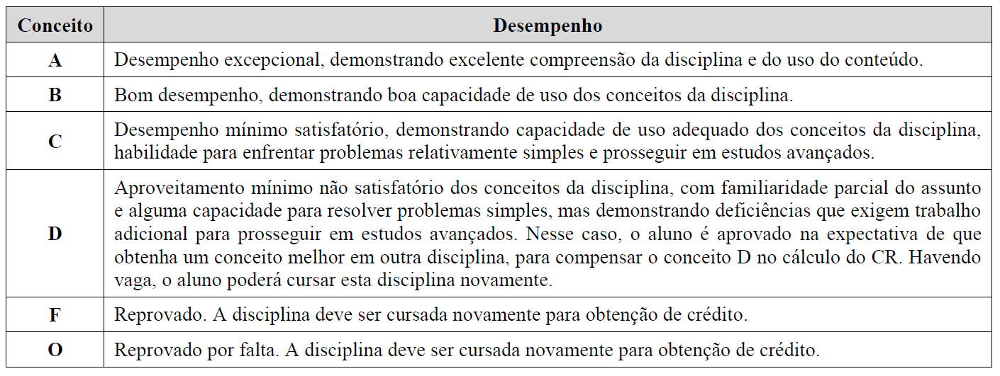 Conceito Desempenho
A Desempenho excepcional, demonstrando excelente compreensão da disciplina e do uso do conteúdo.
B Bom desempenho, demonstrando boa capacidade de uso dos conceitos da disciplina.
C Desempenho mínimo satisfatório, demonstrando capacidade de uso adequado dos conceitos da disciplina,
habilidade para enfrentar problemas relativamente simples e prosseguir em estudos avançados.
D Aproveitamento mínimo não satisfatório dos conceitos da disciplina, com familiaridade parcial do assunto
e alguma capacidade para resolver problemas simples, mas demonstrando deficiências que exigem trabalho
adicional para prosseguir em estudos avançados. Nesse caso, o aluno é aprovado na expectativa de que
obtenha um conceito melhor em outra disciplina, para compensar o conceito D no cálculo do CR. Havendo
vaga, o aluno poderá cursar esta disciplina novamente.
F Reprovado. A disciplina deve ser cursada novamente para obtenção de crédito.
O Reprovado por falta. A disciplina deve ser cursada novamente para obtenção de crédito.